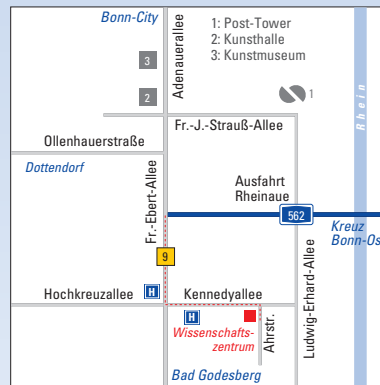 Bonn-City
Adenauerallee
1: Post-Tower
2: Kunsthalle
3: Kunstmuseum
3
2
1
Rhein
Fr.-J.-Strauß-Allee
Ollenhauerstraße
Dottendorf
Fr.-Ebert-Allee
Ausfahrt
Rheinaue
562
Kreuz
Bonn-Os
9
Ludwig-Erhard-Allee
Hochkreuzallee
H
Kennedyallee
H
Wissenschafts-
zentrum
Ahrstr.
Bad Godesberg